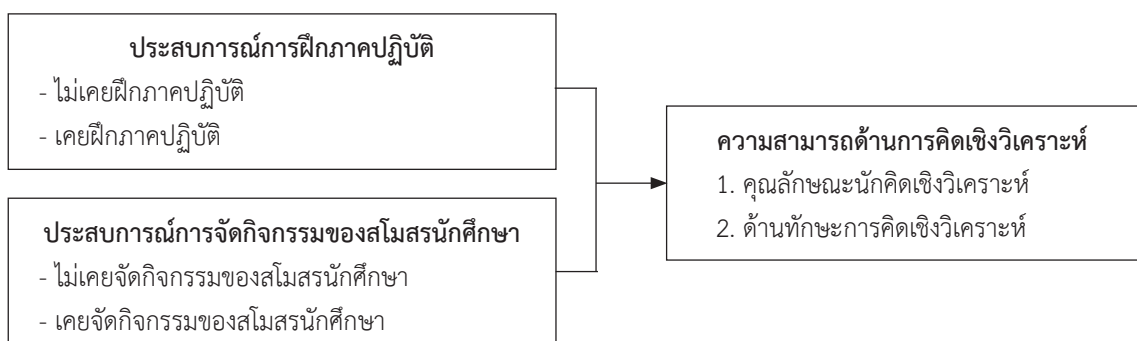 ประสบการณ์การฝึกภาคปฏิบัติ
- ไม่เคยฝึกภาคปฏิบัติ
- เคยฝึกภาคปฏิบัติ
ประสบการณ์การจัดกิจกรรมของสโมสรนักศึกษา
- ไม่เคยจัดกิจกรรมของสโมสรนักศึกษา
- เคยจัดกิจกรรมของสโมสรนักศึกษา
ความสามารถด้านการคิดเชิงวิเคราะห์
1. คุณลักษณะนักคิดเชิงวิเคราะห์
2. ด้านทักษะการคิดเชิงวิเคราะห์